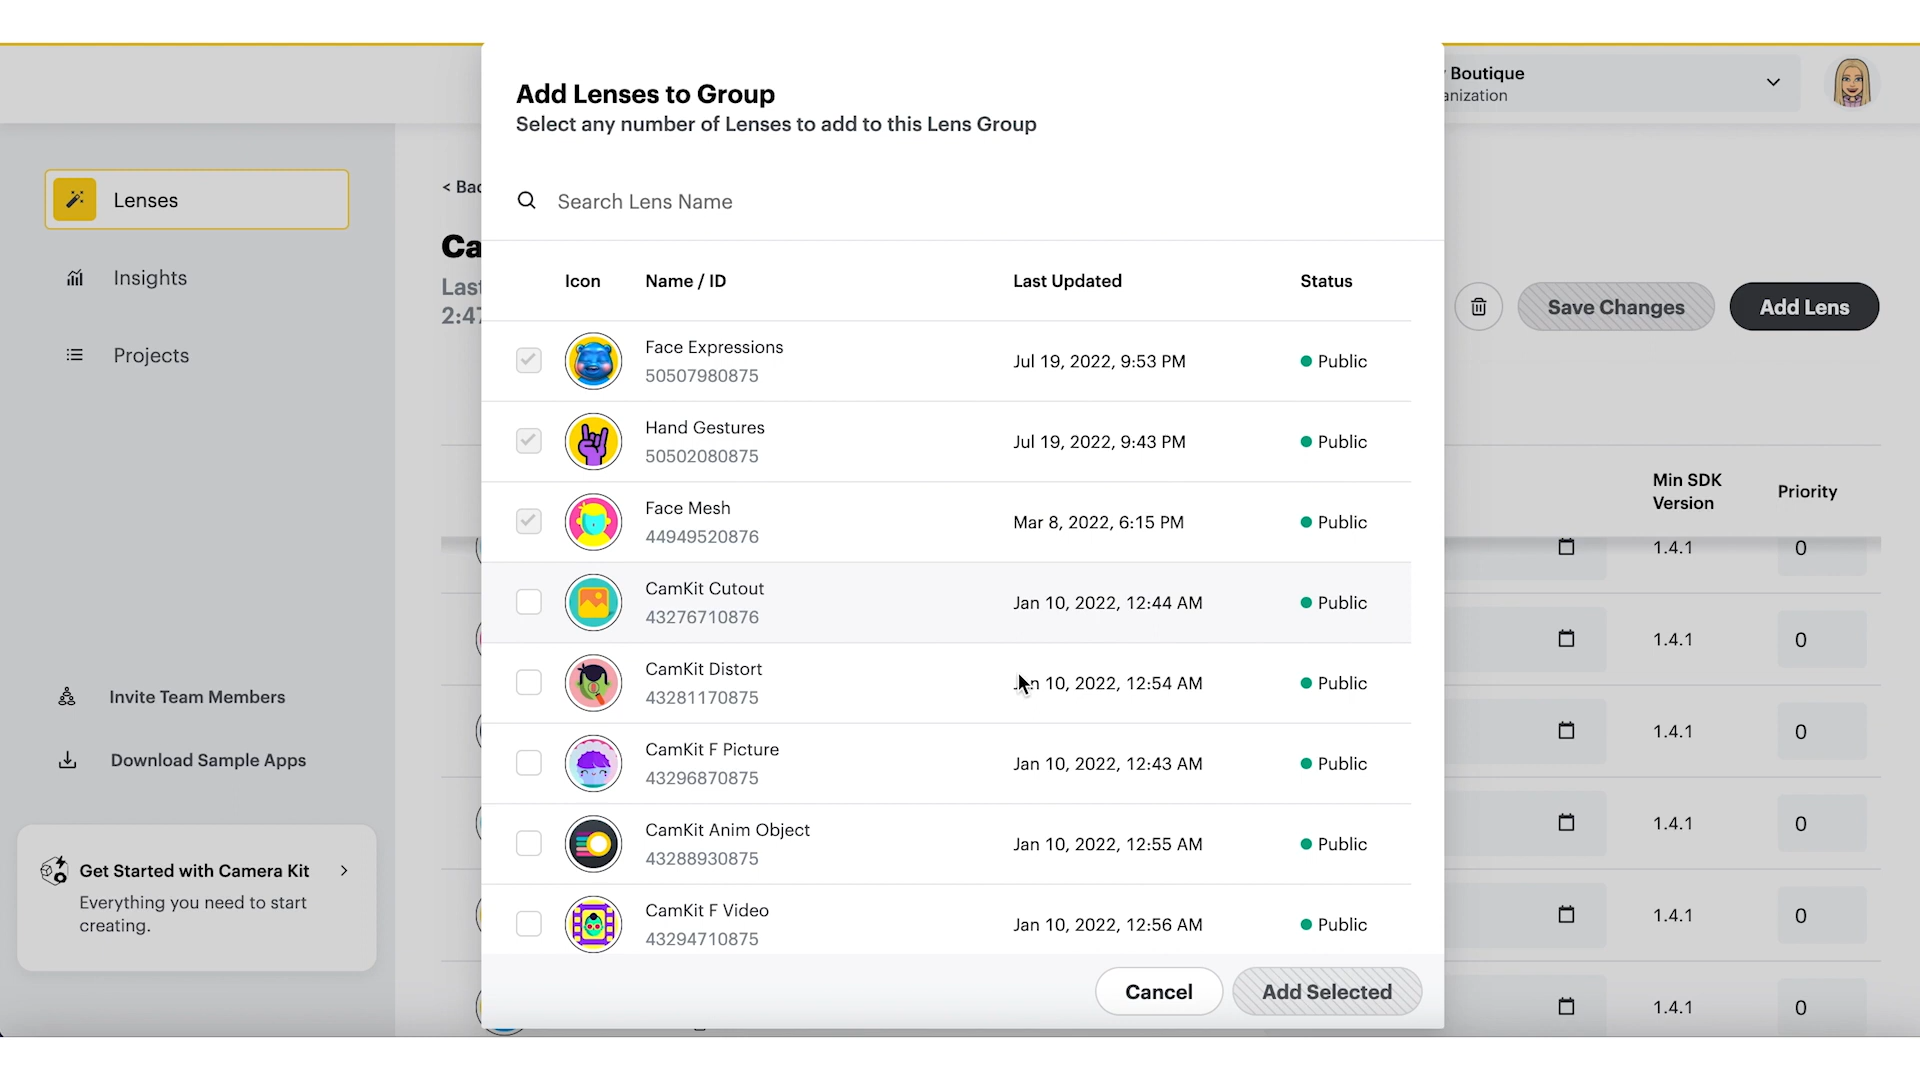 Add Lenses to Group
Select any number of Lenses to add to this Lens Group
Boutique
Lenses
Search Lens Name
Insights
Projects
Save Changes
Add Lens
Icon
Name / ID
Last Updated
Status
Face Expressions
50507980875
Jul 19, 2022, 9:53 PM
Public
Hand Gestures
50502080875
Jul 19, 2022, 9:43 PM
Public
Face Mesh
44949520876
Mar 8, 2022, 6:15 PM
Public
CamKit Cutout
43276710876
Jan 10, 2022, 12:44 AM
Public
CamKit Distort
43281170875
10, 2022, 12:54 AM
Public
CamKit F Picture
43296870875
Jan 10, 2022, 12:43 AM
Public
CamKit Anim Object
43288930875
Jan 10, 2022, 12:55 AM
Public
CamKit F Video
43294710875
Jan 10, 2022, 12:56 AM
Public
Cancel
Add Selected
Min SDK
Version
Priority
1.4.1
0
1.4.1
0
1.4.1
0
1.4.1
0
1.4.1
0
1.4.1
0
Invite Team Members
Download Sample Apps
Get Started with Camera Kit
Everything you need to start
creating.